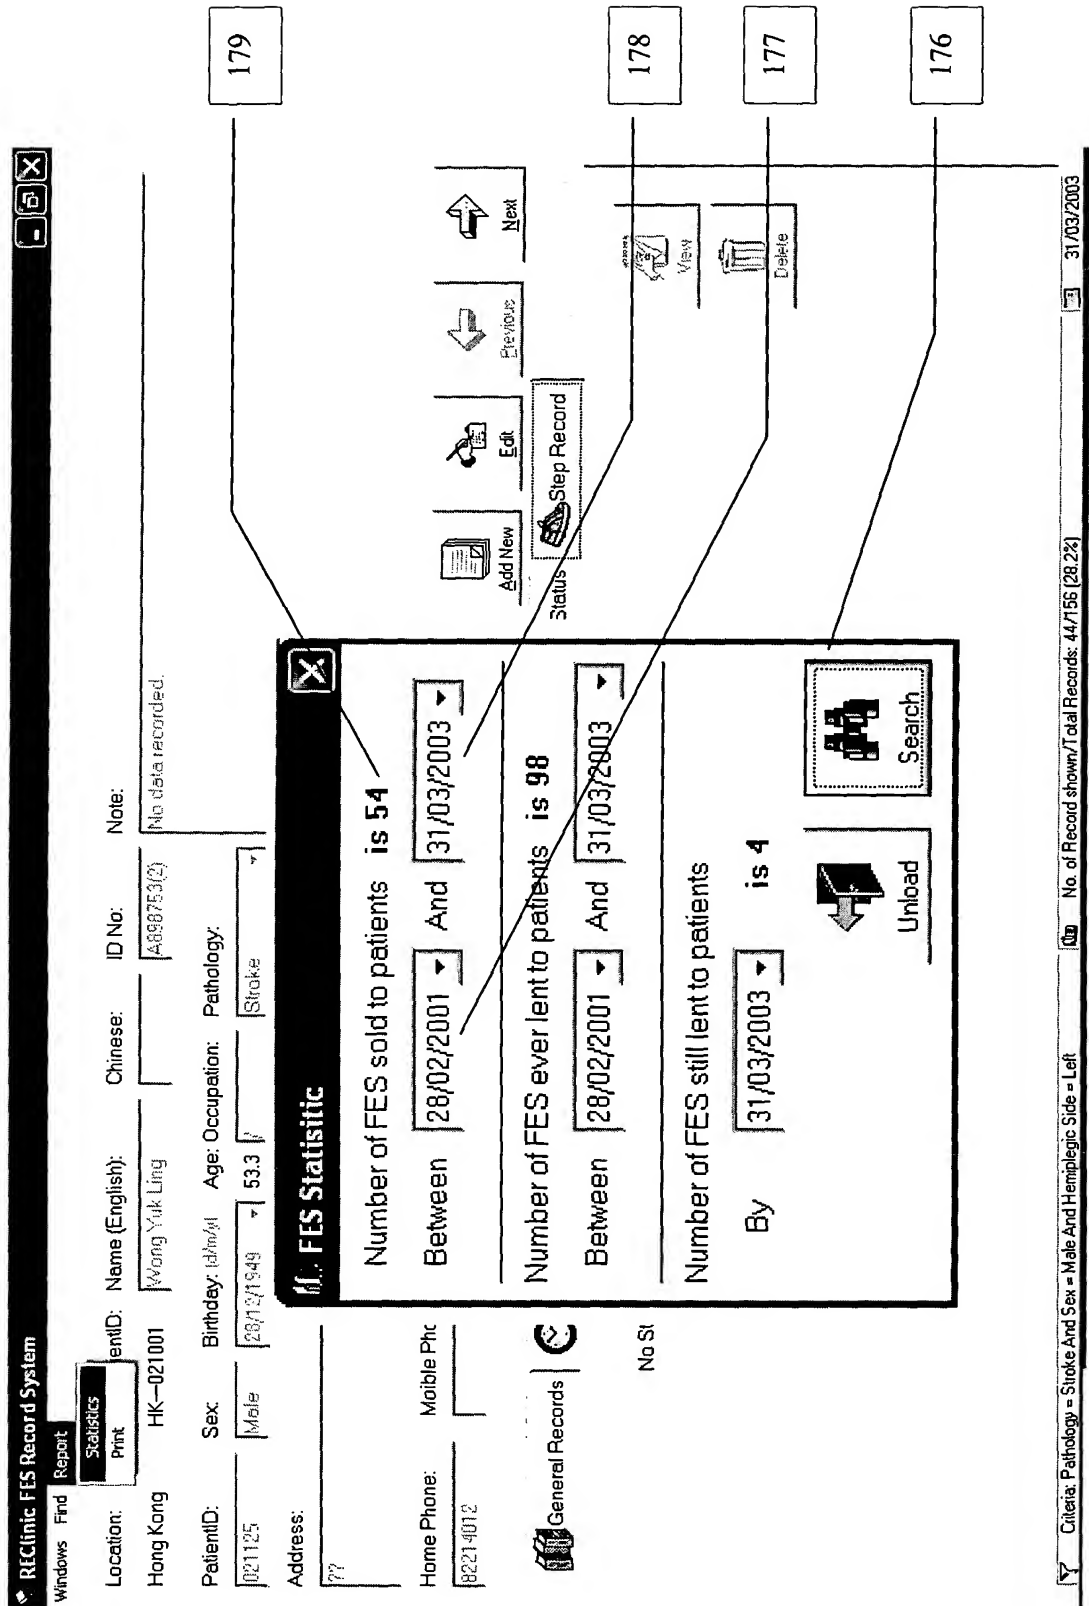 REClinic FES Record System
Windows Find Report
Statistics
Print
Location: entID: Name (English): Chinese: ID No: Note:
Hong Kong HK—021001 Wong Yuk Ling A898753(2) No data recorded.
PatientID: Sex: Birthday: (d/m/y) Age: Occupation: Pathology:
021125 Male 28/12/1949 53.3 / Stroke
Address:
??
Home Phone: Moible Phc
82214012
Add New Edit Previous Next
General Records Status Step Record
No St
View
Delete
FES Statisitic
Number of FES sold to patients is 54
Between 28/02/2001 And 31/03/2003
Number of FES ever lent to patients is 98
Between 28/02/2001 And 31/03/2003
Number of FES still lent to patients
By 31/03/2003 is 4
Unload Search
Criteria: Pathology = Stroke And Sex = Male And Hemiplegic Side = Left No. of Record shown/Total Records: 44/156 (28.2%) 31/03/2003
179
178
177
176